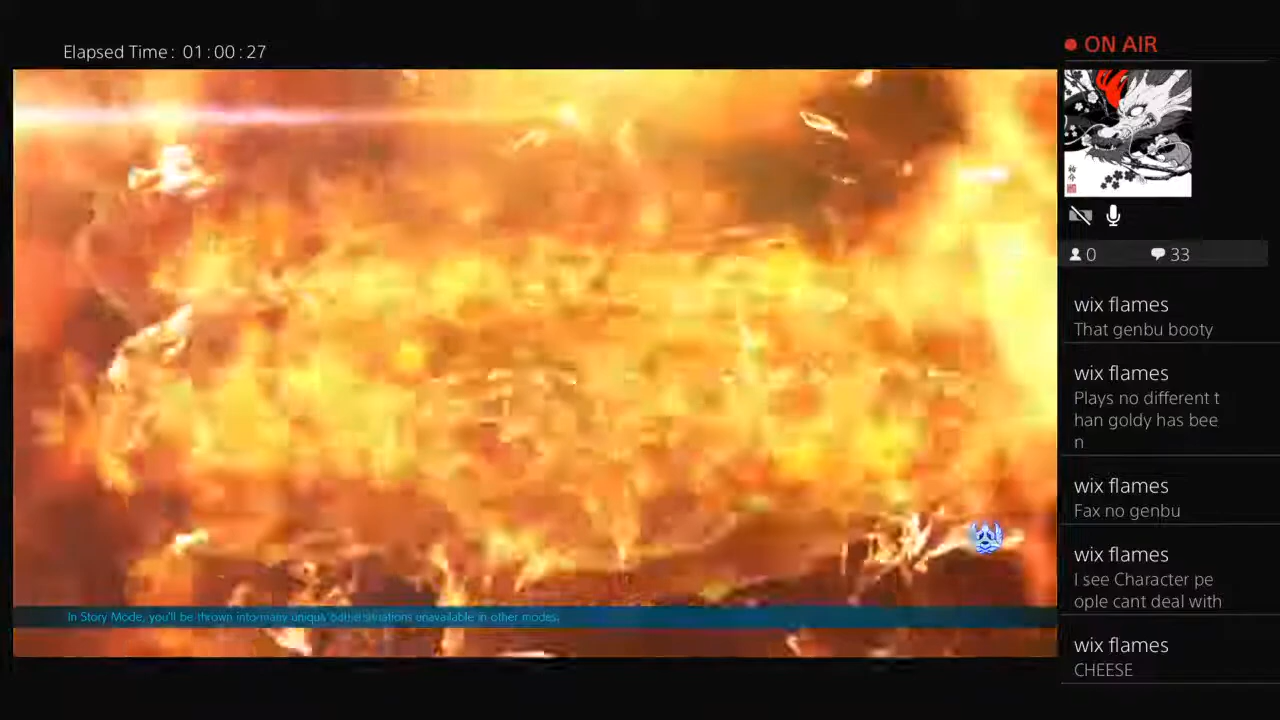 Elapsed Time: 01:00:27
ON AIR
0
33
wix flames
That genbu booty
wix flames
Plays no different t
han goldy has bee
n
wix flames
Fax no genbu
wix flames
I see Character pe
ople cant deal with
wix flames
CHEESE
In Story Mode, you'll be thrown into many unique battle situations unavailable in other modes.